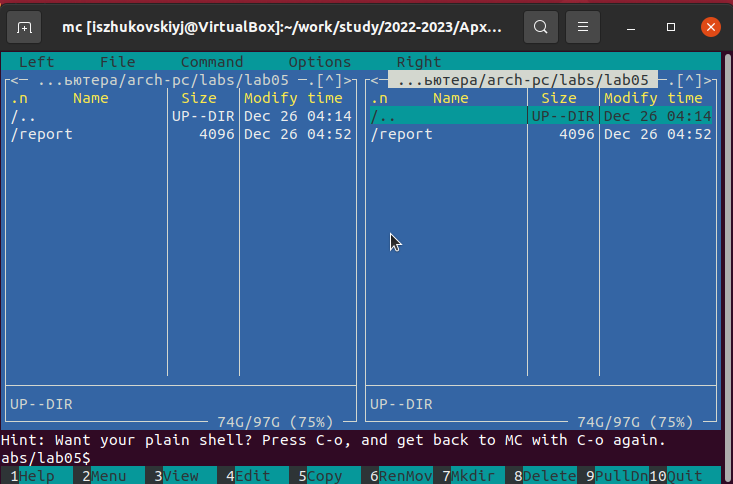 mc [iszhukovskiyj@VirtualBox]:~/work/study/2022-2023/Арх...
Left File Command Options Right
<─ ...ьютера/arch-pc/labs/lab05 ─.[^]> <─ ...ьютера/arch-pc/labs/lab05 ─.[^]>
.n Name Size Modify time .n Name Size Modify time
/.. UP--DIR Dec 26 04:14 /.. UP--DIR Dec 26 04:14
/report 4096 Dec 26 04:52 /report 4096 Dec 26 04:52
UP--DIR UP--DIR
74G/97G (75%) 74G/97G (75%)
Hint: Want your plain shell? Press C-o, and get back to MC with C-o again.
abs/lab05$
1Help 2Menu 3View 4Edit 5Copy 6RenMov 7Mkdir 8Delete 9PullDn 10Quit